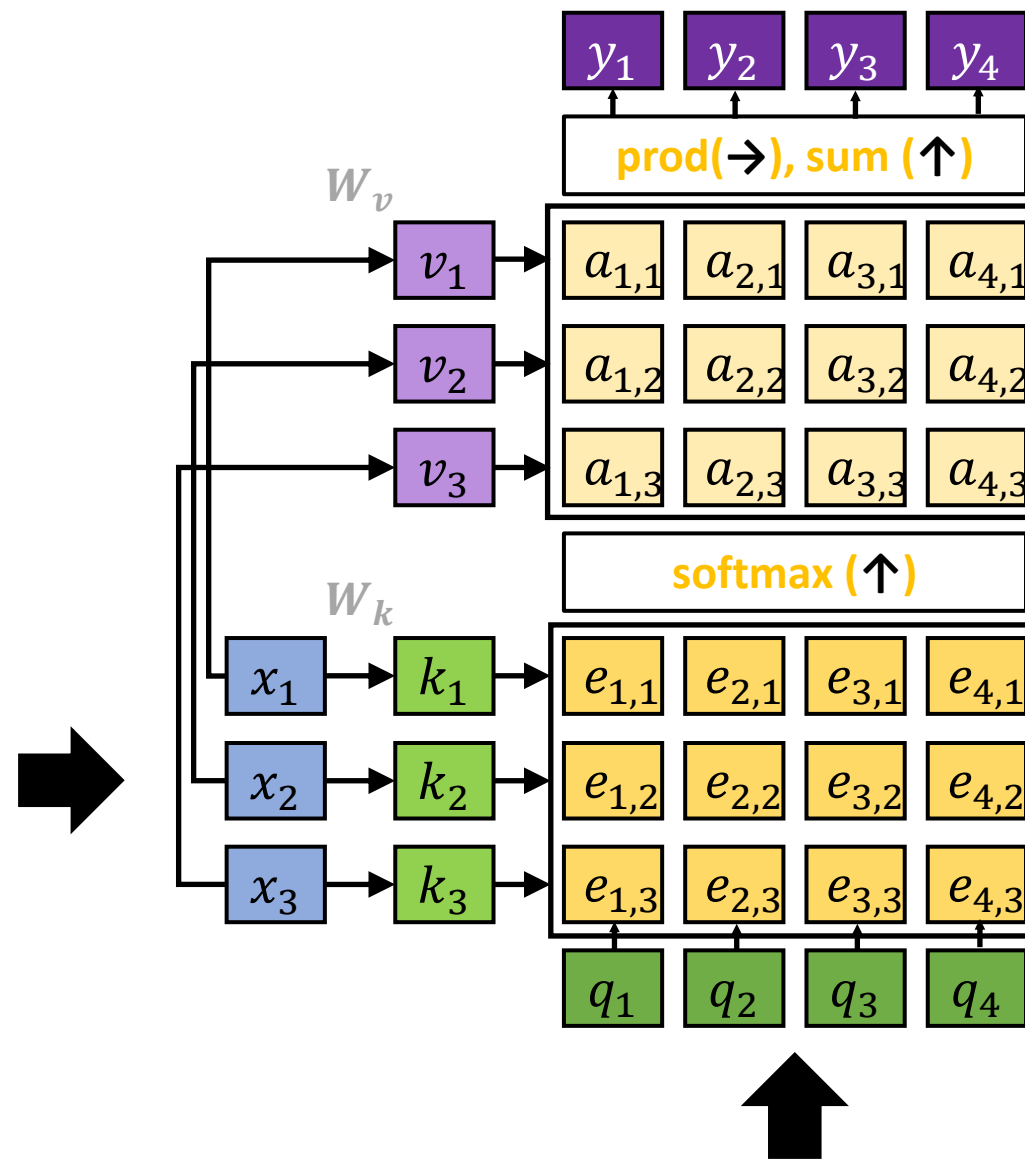 y₁ y₂ y₃ y₄
prod(→), sum (↑)
Wᵥ
v₁ a₁,₁ a₂,₁ a₃,₁ a₄,₁
v₂ a₁,₂ a₂,₂ a₃,₂ a₄,₂
v₃ a₁,₃ a₂,₃ a₃,₃ a₄,₃
softmax (↑)
Wₖ
x₁ k₁ e₁,₁ e₂,₁ e₃,₁ e₄,₁
x₂ k₂ e₁,₂ e₂,₂ e₃,₂ e₄,₂
x₃ k₃ e₁,₃ e₂,₃ e₃,₃ e₄,₃
q₁ q₂ q₃ q₄